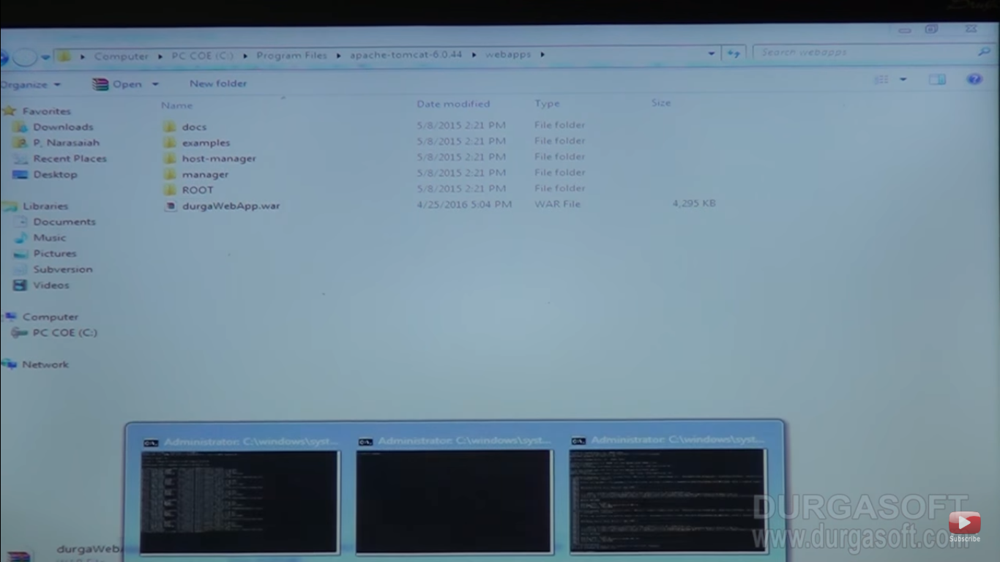 Computer ▸ PC COE (C:) ▸ Program Files ▸ apache-tomcat-6.0.44 ▸ webapps ▸ Search webapps
Organize Open New folder
Name Date modified Type Size
Favorites
Downloads
P. Narasaiah
Recent Places
Desktop
Libraries
Documents
Music
Pictures
Subversion
Videos
Computer
PC COE (C:)
Network
docs 5/8/2015 2:21 PM File folder
examples 5/8/2015 2:21 PM File folder
host-manager 5/8/2015 2:21 PM File folder
manager 5/8/2015 2:21 PM File folder
ROOT 5/8/2015 2:21 PM File folder
durgaWebApp.war 4/25/2016 5:04 PM WAR File 4,295 KB
Administrator: C:\windows\syst...
Administrator: C:\windows\syst...
Administrator: C:\windows\syst...
durgaWebA
WAR File
DURGASOFT
www.durgasoft.com
Subscribe